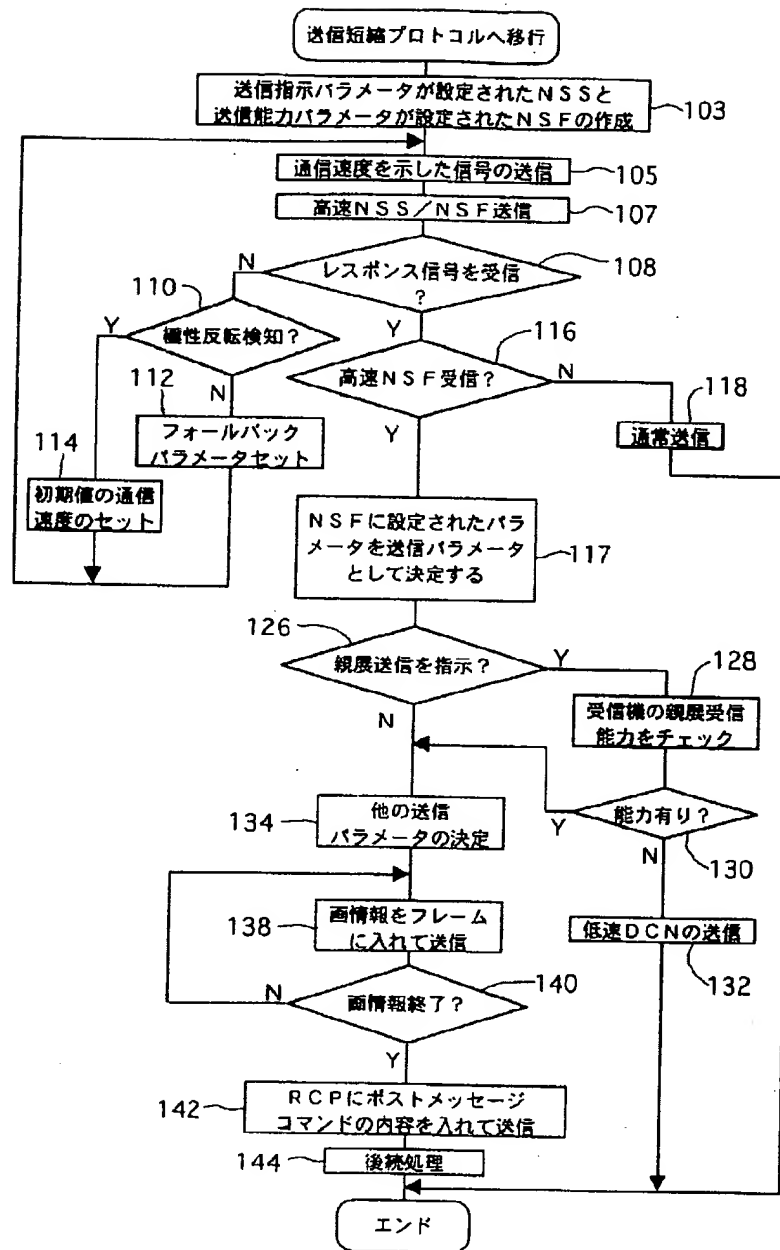 送信短縮プロトコルへ移行
送信指示パラメータが設定されたＮＳＳと
送信能力パラメータが設定されたＮＳＦの作成
103
通信速度を示した信号の送信
105
高速ＮＳＳ／ＮＳＦ送信
107
レスポンス信号を受信
？
108
N
Y
110
極性反転検知？
Y
N
116
高速ＮＳＦ受信？
N
Y
112
フォールバック
パラメータセット
118
通常送信
114
初期値の通信
速度のセット
ＮＳＦに設定されたパラ
メータを送信パラメータ
として決定する
117
126
親展送信を指示？
Y
N
128
受信機の親展受信
能力をチェック
能力有り？
Y
N
130
134
他の送信
パラメータの決定
138
画情報をフレーム
に入れて送信
低速ＤＣＮの送信
132
画情報終了？
140
N
Y
142
ＲＣＰにポストメッセージ
コマンドの内容を入れて送信
144
後続処理
エンド